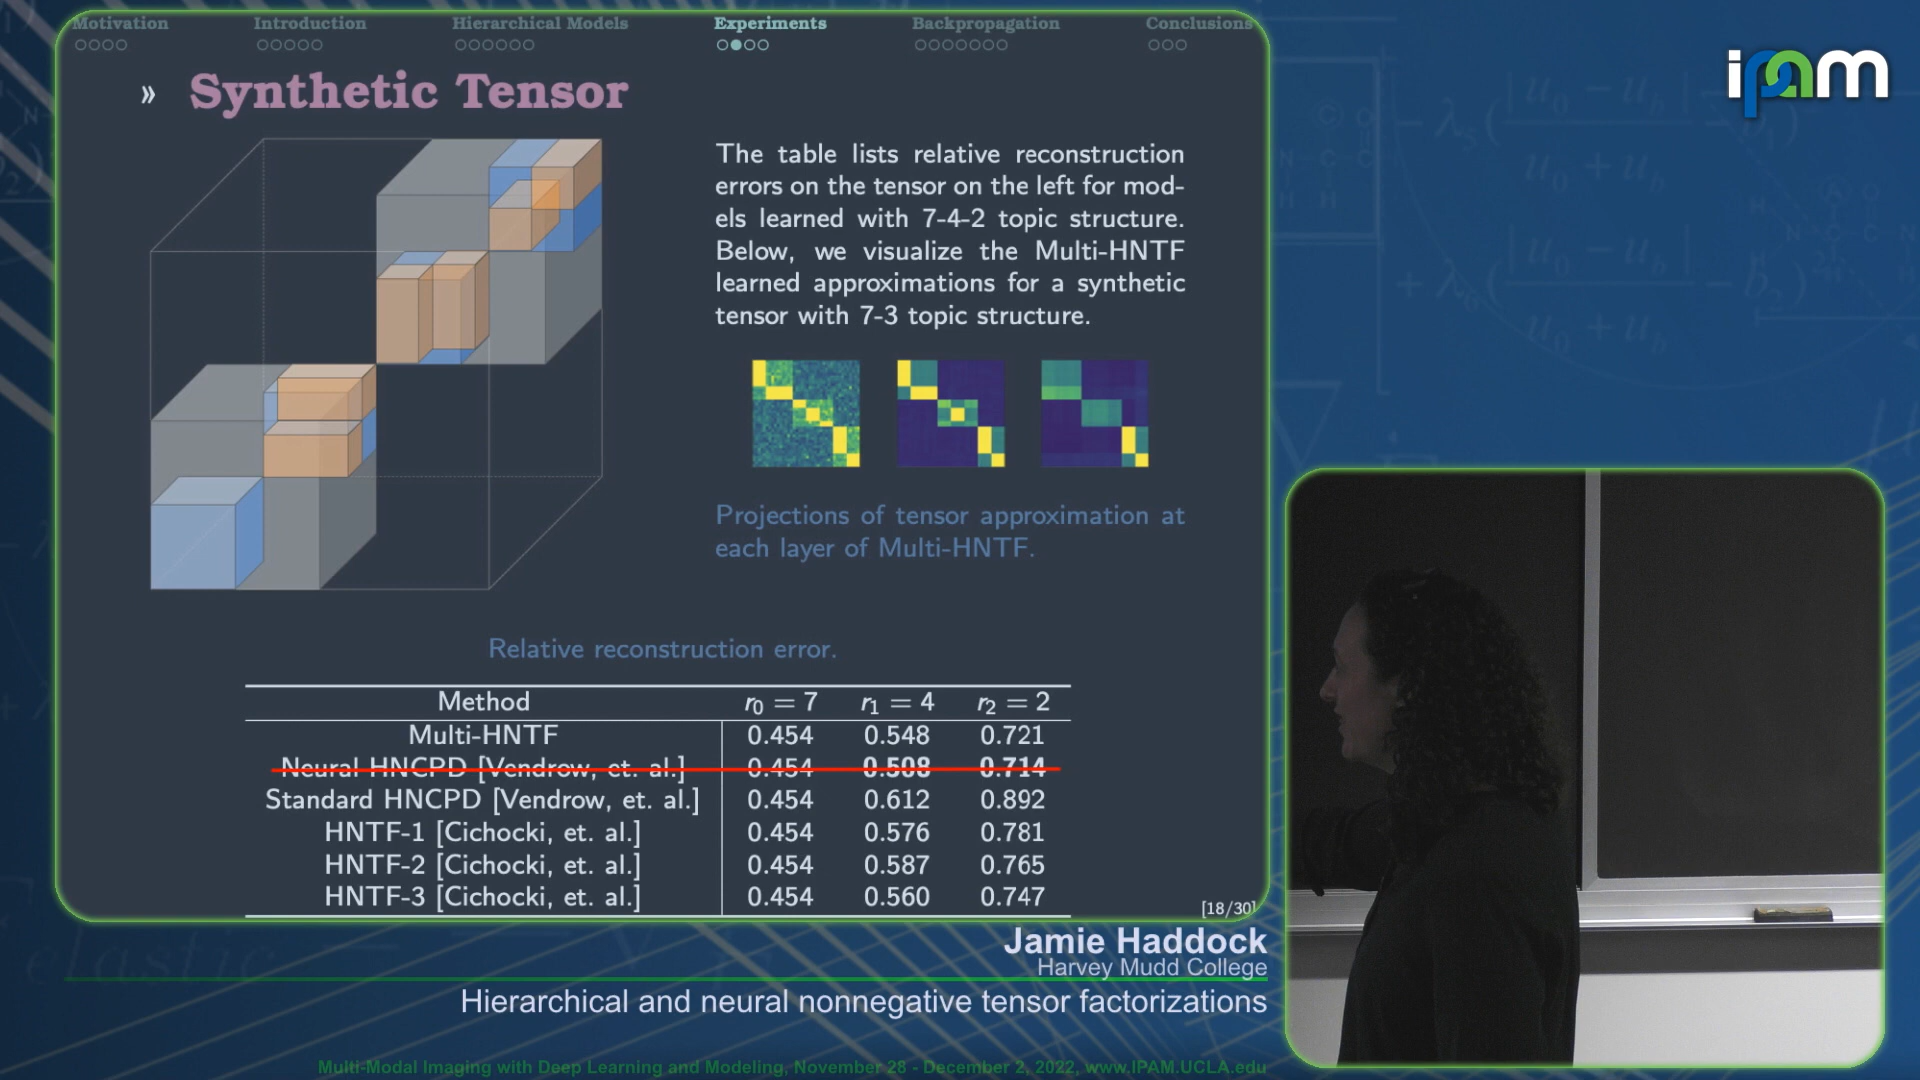 Motivation Introduction Hierarchical Models Experiments Backpropagation Conclusions
ipam
» Synthetic Tensor
The table lists relative reconstruction
errors on the tensor on the left for mod-
els learned with 7-4-2 topic structure.
Below, we visualize the Multi-HNTF
learned approximations for a synthetic
tensor with 7-3 topic structure.
Projections of tensor approximation at
each layer of Multi-HNTF.
Relative reconstruction error.
Method r0 = 7 r1 = 4 r2 = 2
Multi-HNTF 0.454 0.548 0.721
Neural HNCPD [Vendrow, et. al.] 0.454 0.508 0.714
Standard HNCPD [Vendrow, et. al.] 0.454 0.612 0.892
HNTF-1 [Cichocki, et. al.] 0.454 0.576 0.781
HNTF-2 [Cichocki, et. al.] 0.454 0.587 0.765
HNTF-3 [Cichocki, et. al.] 0.454 0.560 0.747
[18/30]
Jamie Haddock
Harvey Mudd College
Hierarchical and neural nonnegative tensor factorizations
Multi-Modal Imaging with Deep Learning and Modeling, November 28 - December 2, 2022, www.IPAM.UCLA.edu
elastic